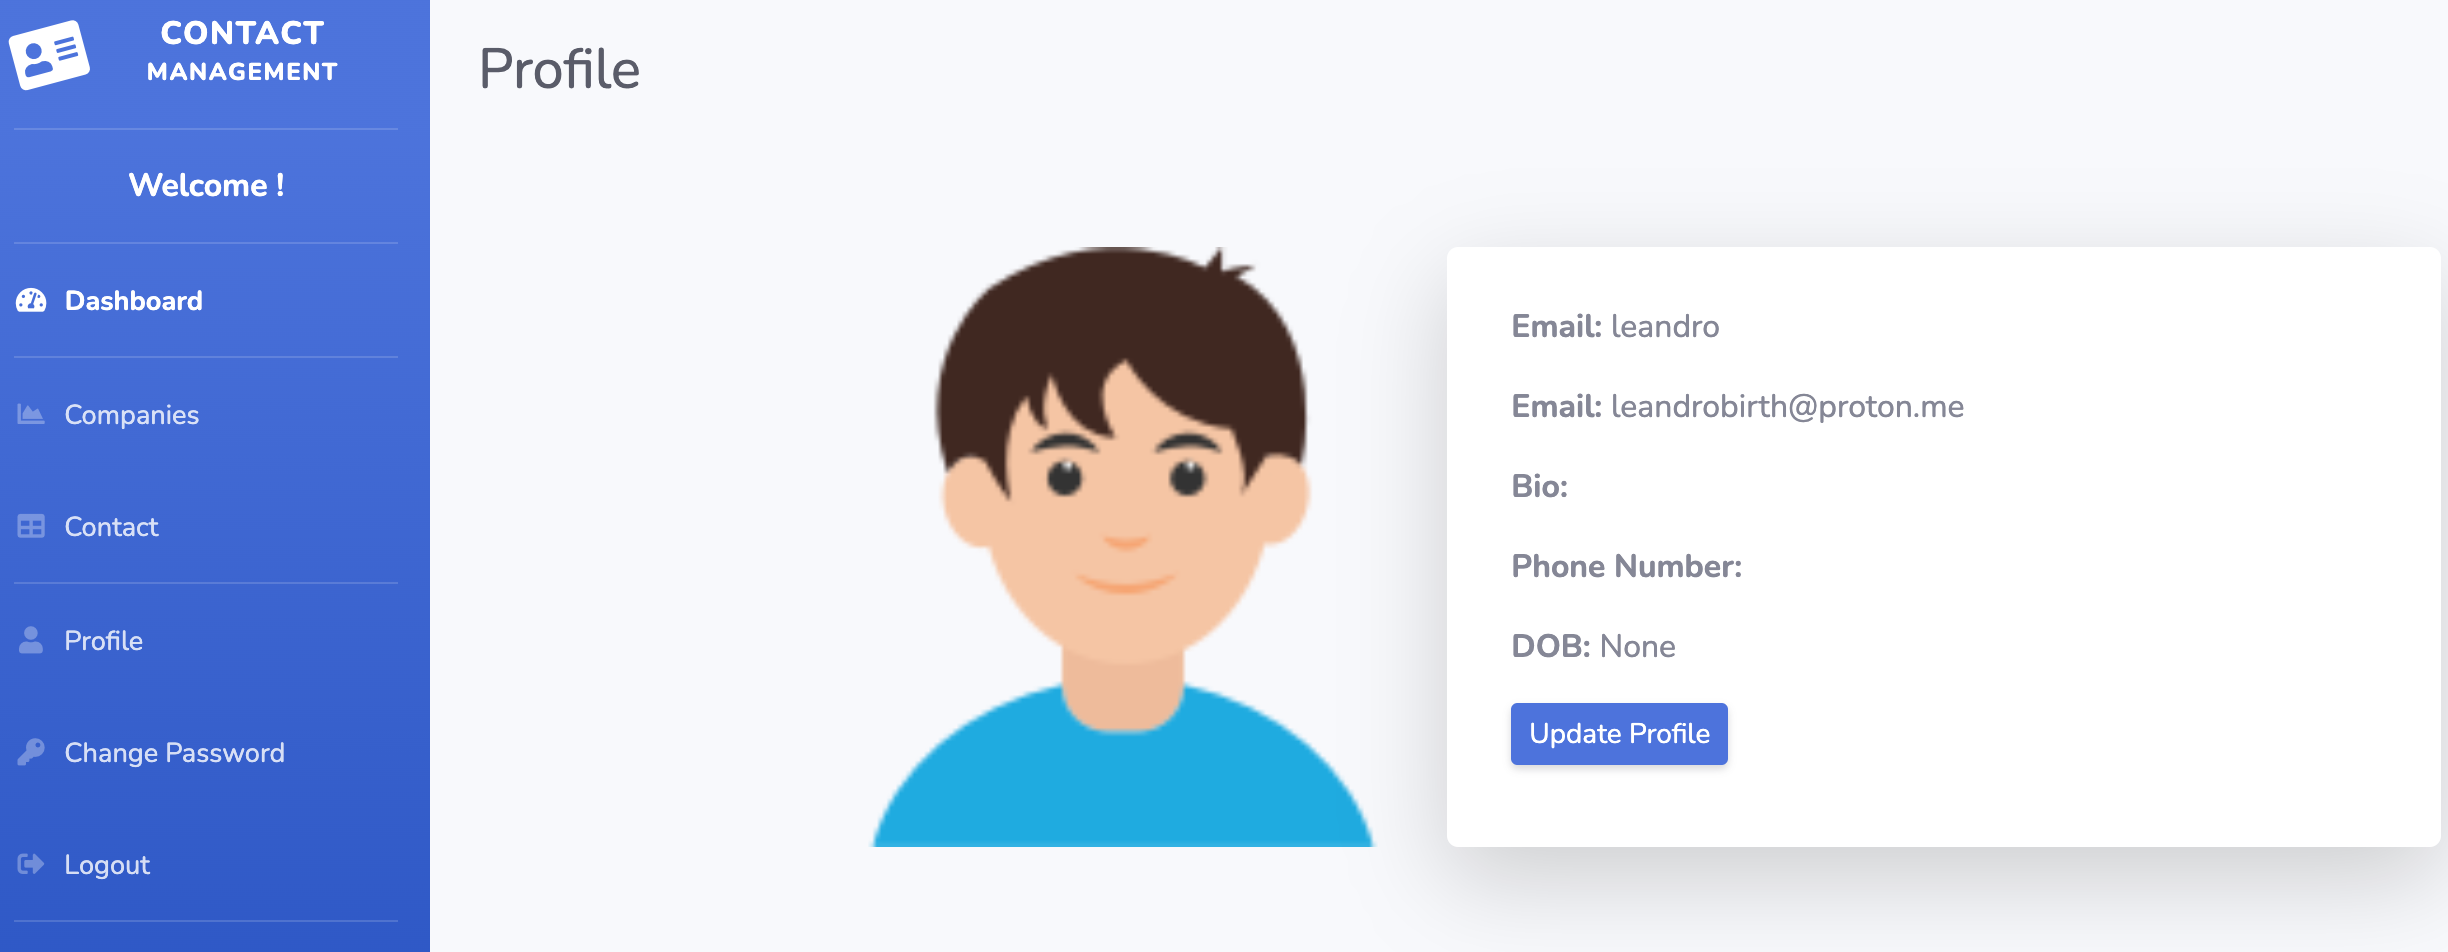 CONTACT
MANAGEMENT
Welcome !
Dashboard
Companies
Contact
Profile
Change Password
Logout
Profile
Email: leandro
Email: leandrobirth@proton.me
Bio:
Phone Number:
DOB: None
Update Profile